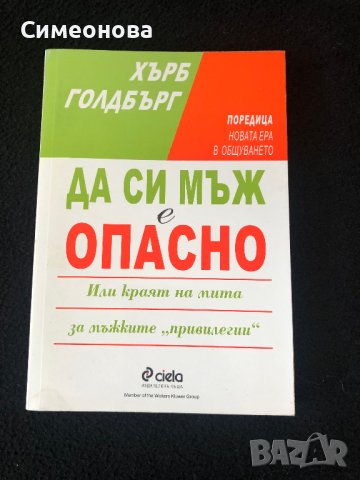 Симеонова
ХЪРБ
ГОЛДБЪРГ
ПОРЕДИЦА
НОВАТА ЕРА
В ОБЩУВАНЕТО
ДА СИ МЪЖ
е
ОПАСНО
Или краят на мита
за мъжките „привилегии“
ciela
Member of the Wolters Kluwer Group
BAZAR